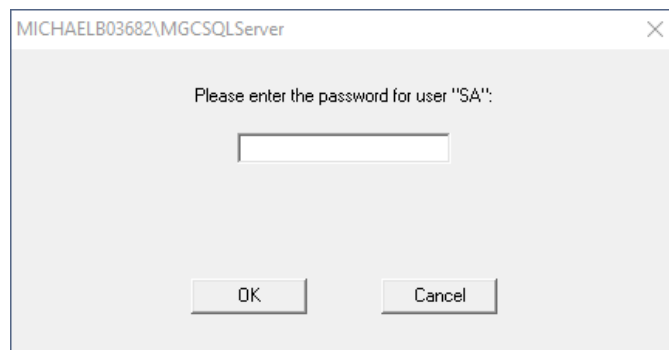 MICHAELB03682\MGCSQLServer
Please enter the password for user "SA":
OK
Cancel